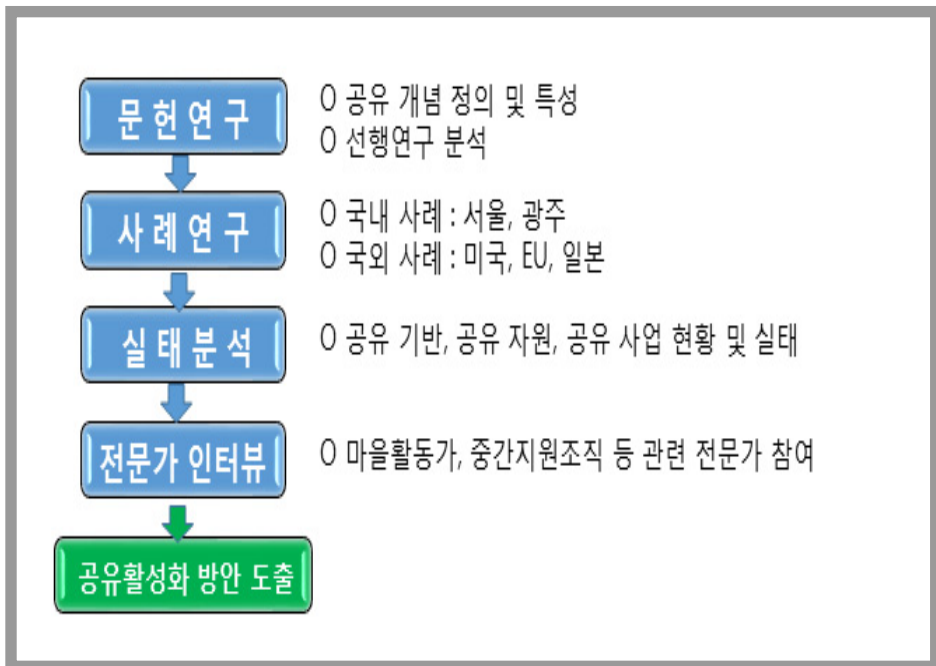 문 헌 연 구
O 공유 개념 정의 및 특성
O 선행연구 분석
사 례 연 구
O 국내 사례 : 서울, 광주
O 국외 사례 : 미국, EU, 일본
실 태 분 석
O 공유 기반, 공유 자원, 공유 사업 현황 및 실태
전문가 인터뷰
O 마을활동가, 중간지원조직 등 관련 전문가 참여
공유활성화 방안 도출